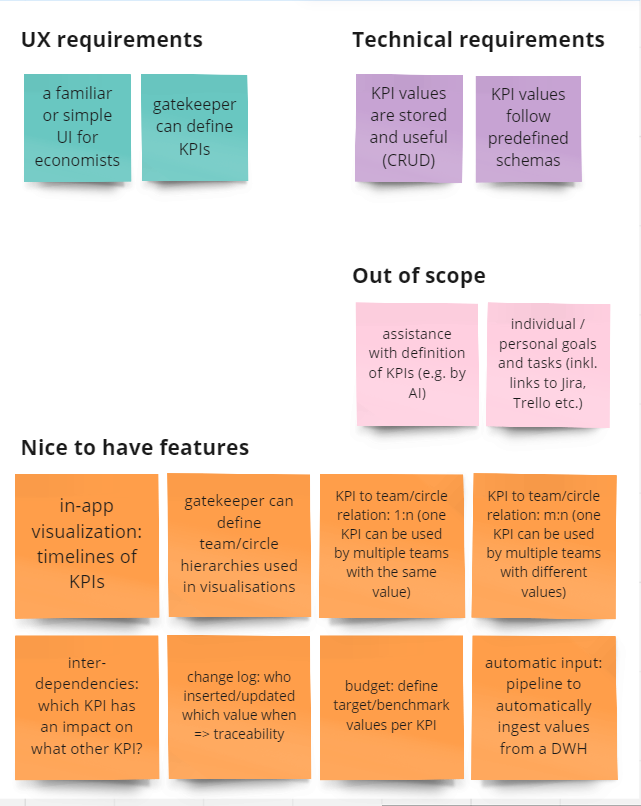 UX requirements
a familiar
or simple
UI for
economists
gatekeeper
can define
KPIs
Technical requirements
KPI values
are stored
and useful
(CRUD)
KPI values
follow
predefined
schemas
Out of scope
assistance
with definition
of KPIs (e.g. by
AI)
individual /
personal goals
and tasks (inkl.
links to Jira,
Trello etc.)
Nice to have features
in-app
visualization:
timelines of
KPIs
gatekeeper can
define
team/circle
hierarchies used
in visualisations
KPI to team/circle
relation: 1:n (one
KPI can be used
by multiple teams
with the same
value)
KPI to team/circle
relation: m:n (one
KPI can be used
by multiple teams
with different
values)
inter-
dependencies:
which KPI has
an impact on
what other KPI?
change log: who
inserted/updated
which value when
=> traceability
budget: define
target/benchmark
values per KPI
automatic input:
pipeline to
automatically
ingest values
from a DWH